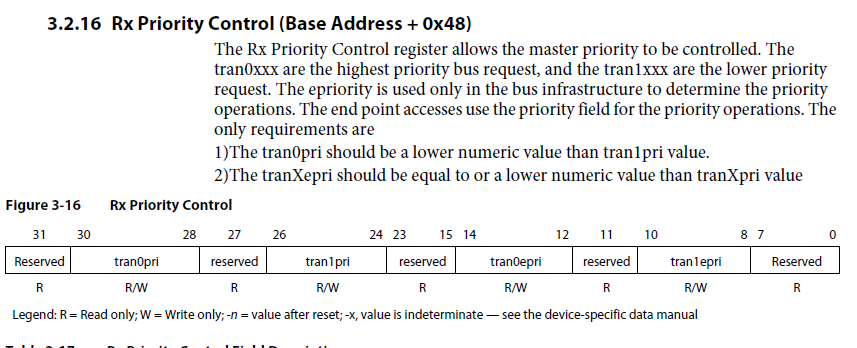 3.2.16 Rx Priority Control (Base Address + 0x48)
The Rx Priority Control register allows the master priority to be controlled. The
tran0xxx are the highest priority bus request, and the tran1xxx are the lower priority
request. The epriority is used only in the bus infrastructure to determine the priority
operations. The end point accesses use the priority field for the priority operations. The
only requirements are
1)The tran0pri should be a lower numeric value than tran1pri value.
2)The tranXepri should be equal to or a lower numeric value than tranXpri value
Figure 3-16 Rx Priority Control
31 30 28 27 26 24 23 15 14 12 11 10 8 7 0
Reserved tran0pri reserved tran1pri reserved tran0epri reserved tran1epri Reserved
R R/W R R/W R R/W R R/W R
Legend: R = Read only; W = Write only; -n = value after reset; -x, value is indeterminate — see the device-specific data manual